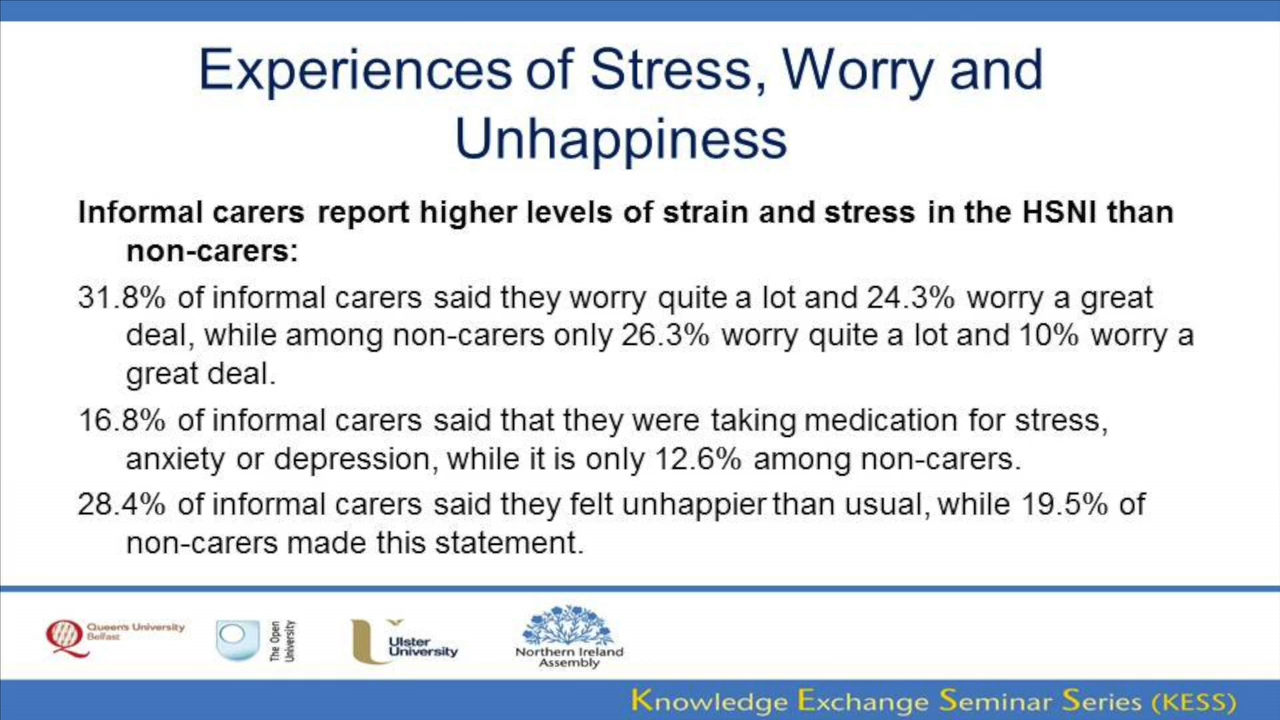 Experiences of Stress, Worry and
Unhappiness
Informal carers report higher levels of strain and stress in the HSNI than
non-carers:
31.8% of informal carers said they worry quite a lot and 24.3% worry a great
deal, while among non-carers only 26.3% worry quite a lot and 10% worry a
great deal.
16.8% of informal carers said that they were taking medication for stress,
anxiety or depression, while it is only 12.6% among non-carers.
28.4% of informal carers said they felt unhappier than usual, while 19.5% of
non-carers made this statement.
Queen's University
Belfast
The Open
University
Ulster
University
Northern Ireland
Assembly
Knowledge Exchange Seminar Series (KESS)